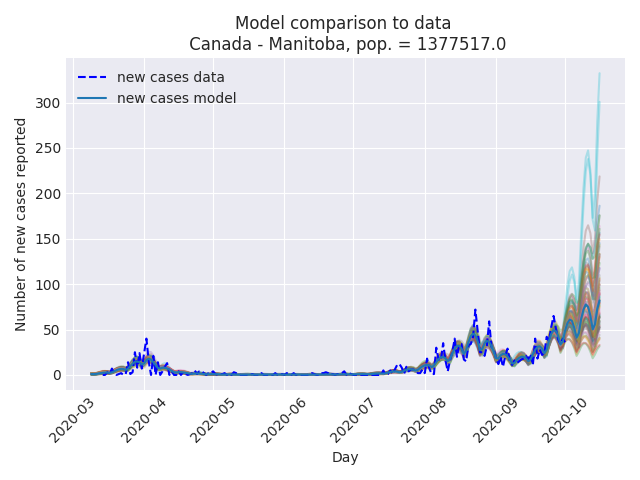 Model comparison to data
Canada - Manitoba, pop. = 1377517.0
new cases data
new cases model
Number of new cases reported
300
250
200
150
100
50
0
2020-03
2020-04
2020-05
2020-06
2020-07
2020-08
2020-09
2020-10
Day